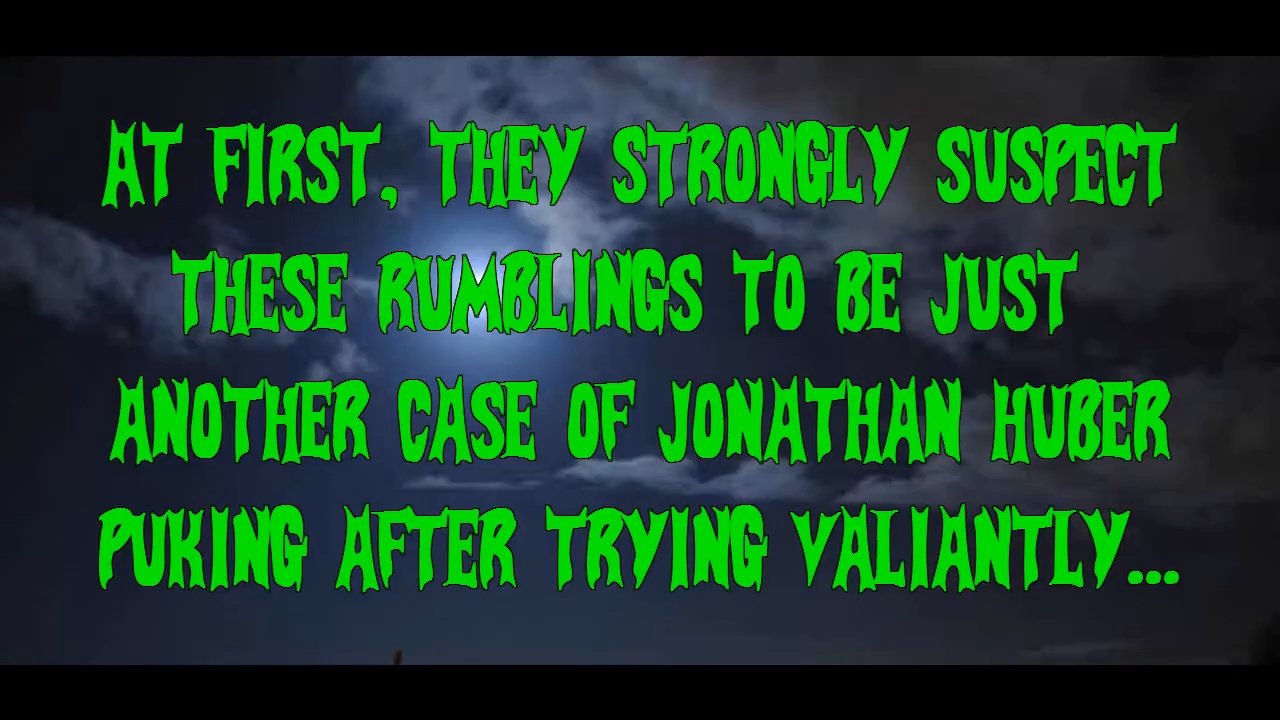 AT FIRST, THEY STRONGLY SUSPECT
THESE RUMBLINGS TO BE JUST
ANOTHER CASE OF JONATHAN HUBER
PUKING AFTER TRYING VALIANTLY...